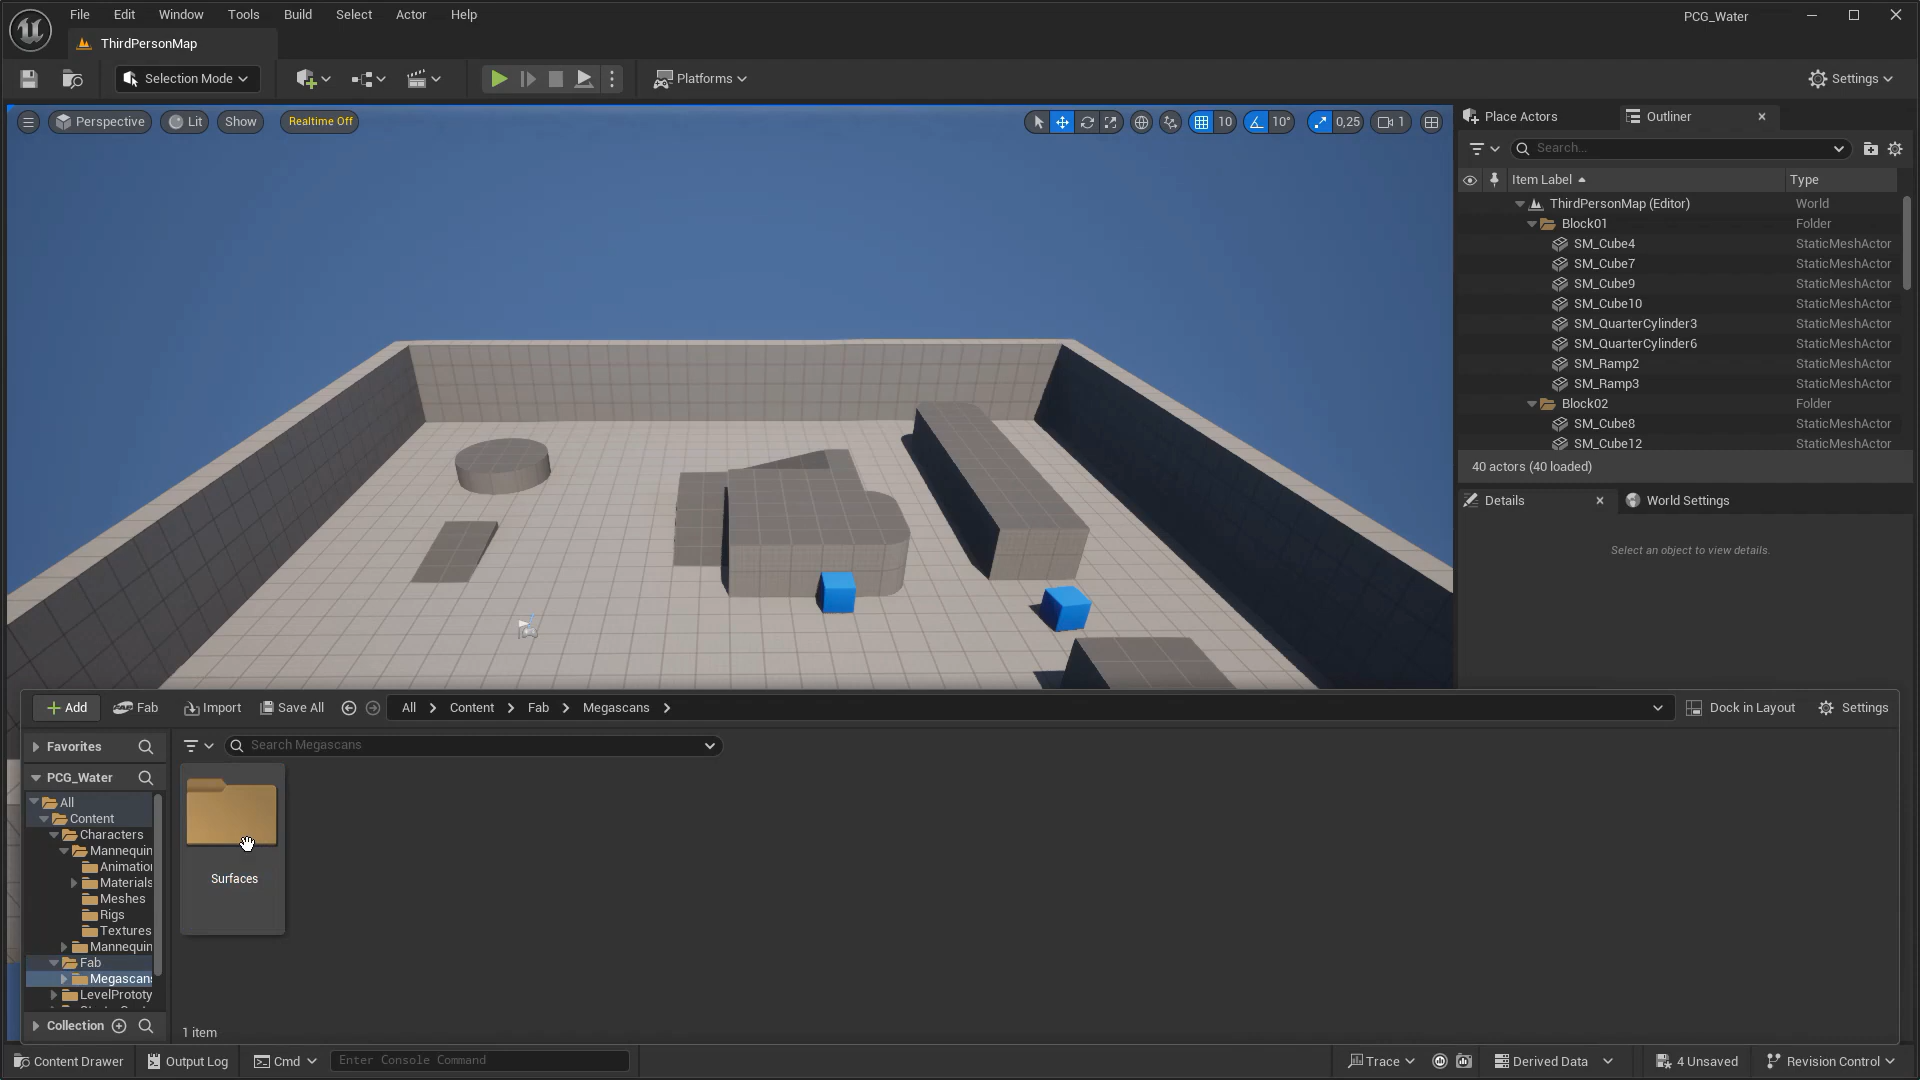 File Edit Window Tools Build Select Actor Help
PCG_Water
ThirdPersonMap
Selection Mode
Platforms
Settings
Perspective Lit Show Realtime Off
10 10° 0,25 1
Place Actors Outliner
Search...
Item Label Type
ThirdPersonMap (Editor) World
Block01 Folder
SM_Cube4 StaticMeshActor
SM_Cube7 StaticMeshActor
SM_Cube9 StaticMeshActor
SM_Cube10 StaticMeshActor
SM_QuarterCylinder3 StaticMeshActor
SM_QuarterCylinder6 StaticMeshActor
SM_Ramp2 StaticMeshActor
SM_Ramp3 StaticMeshActor
Block02 Folder
SM_Cube8 StaticMeshActor
SM_Cube12 StaticMeshActor
40 actors (40 loaded)
Details World Settings
Select an object to view details.
Add Fab Import Save All All Content Fab Megascans Dock in Layout Settings
Favorites
Search Megascans
PCG_Water
All
Content
Characters
Mannequin
Animatio
Materials
Meshes
Rigs
Textures
Mannequin
Fab
Megascans
LevelPrototy
Surfaces
Collection
1 item
Content Drawer Output Log Cmd Enter Console Command Trace Derived Data 4 Unsaved Revision Control